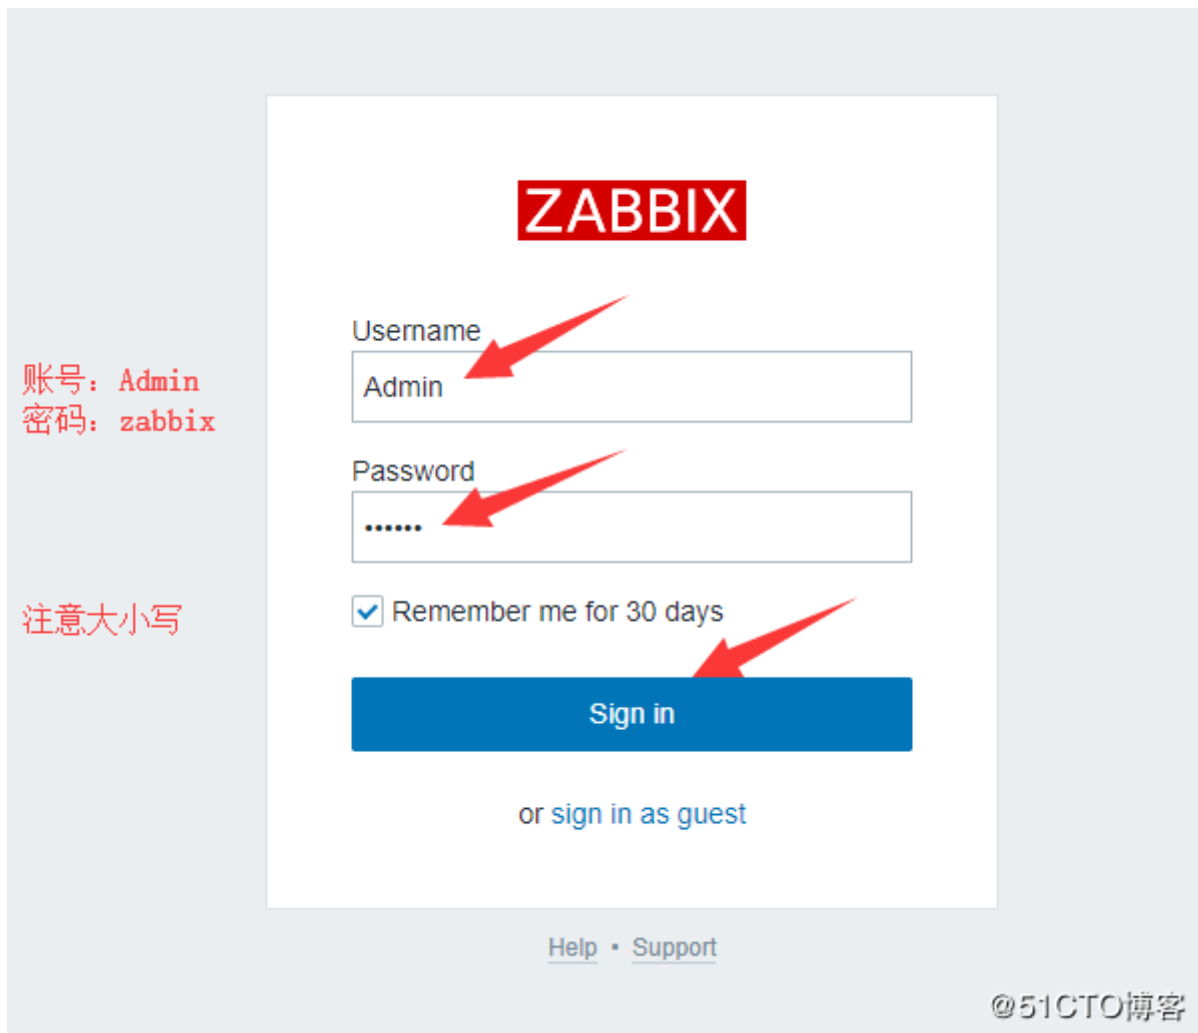 ZABBIX
Username
Admin
账号：Admin
密码：zabbix
Password
••••••
注意大小写
Remember me for 30 days
Sign in
or sign in as guest
Help • Support
@51CTO博客